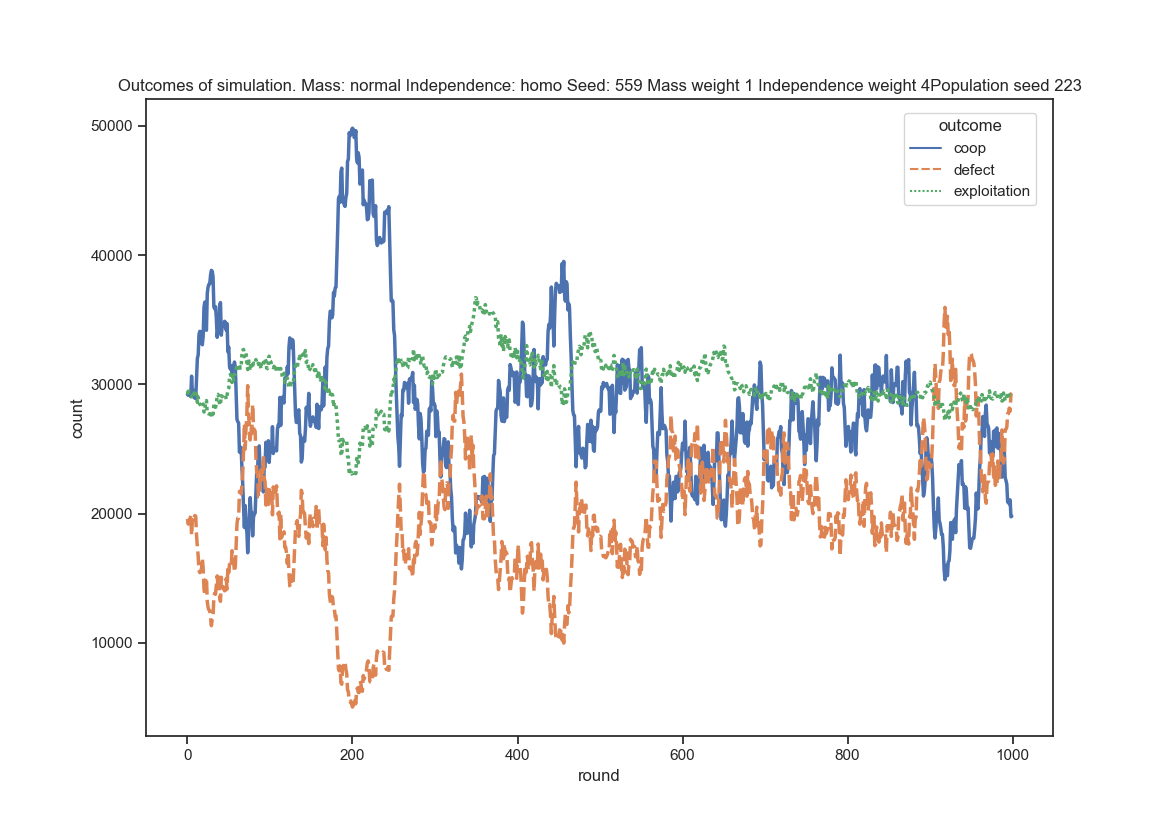 Outcomes of simulation. Mass: normal Independence: homo Seed: 559 Mass weight 1 Independence weight 4Population seed 223
outcome
coop
defect
exploitation
50000
40000
30000
20000
10000
count
0 200 400 600 800 1000
round